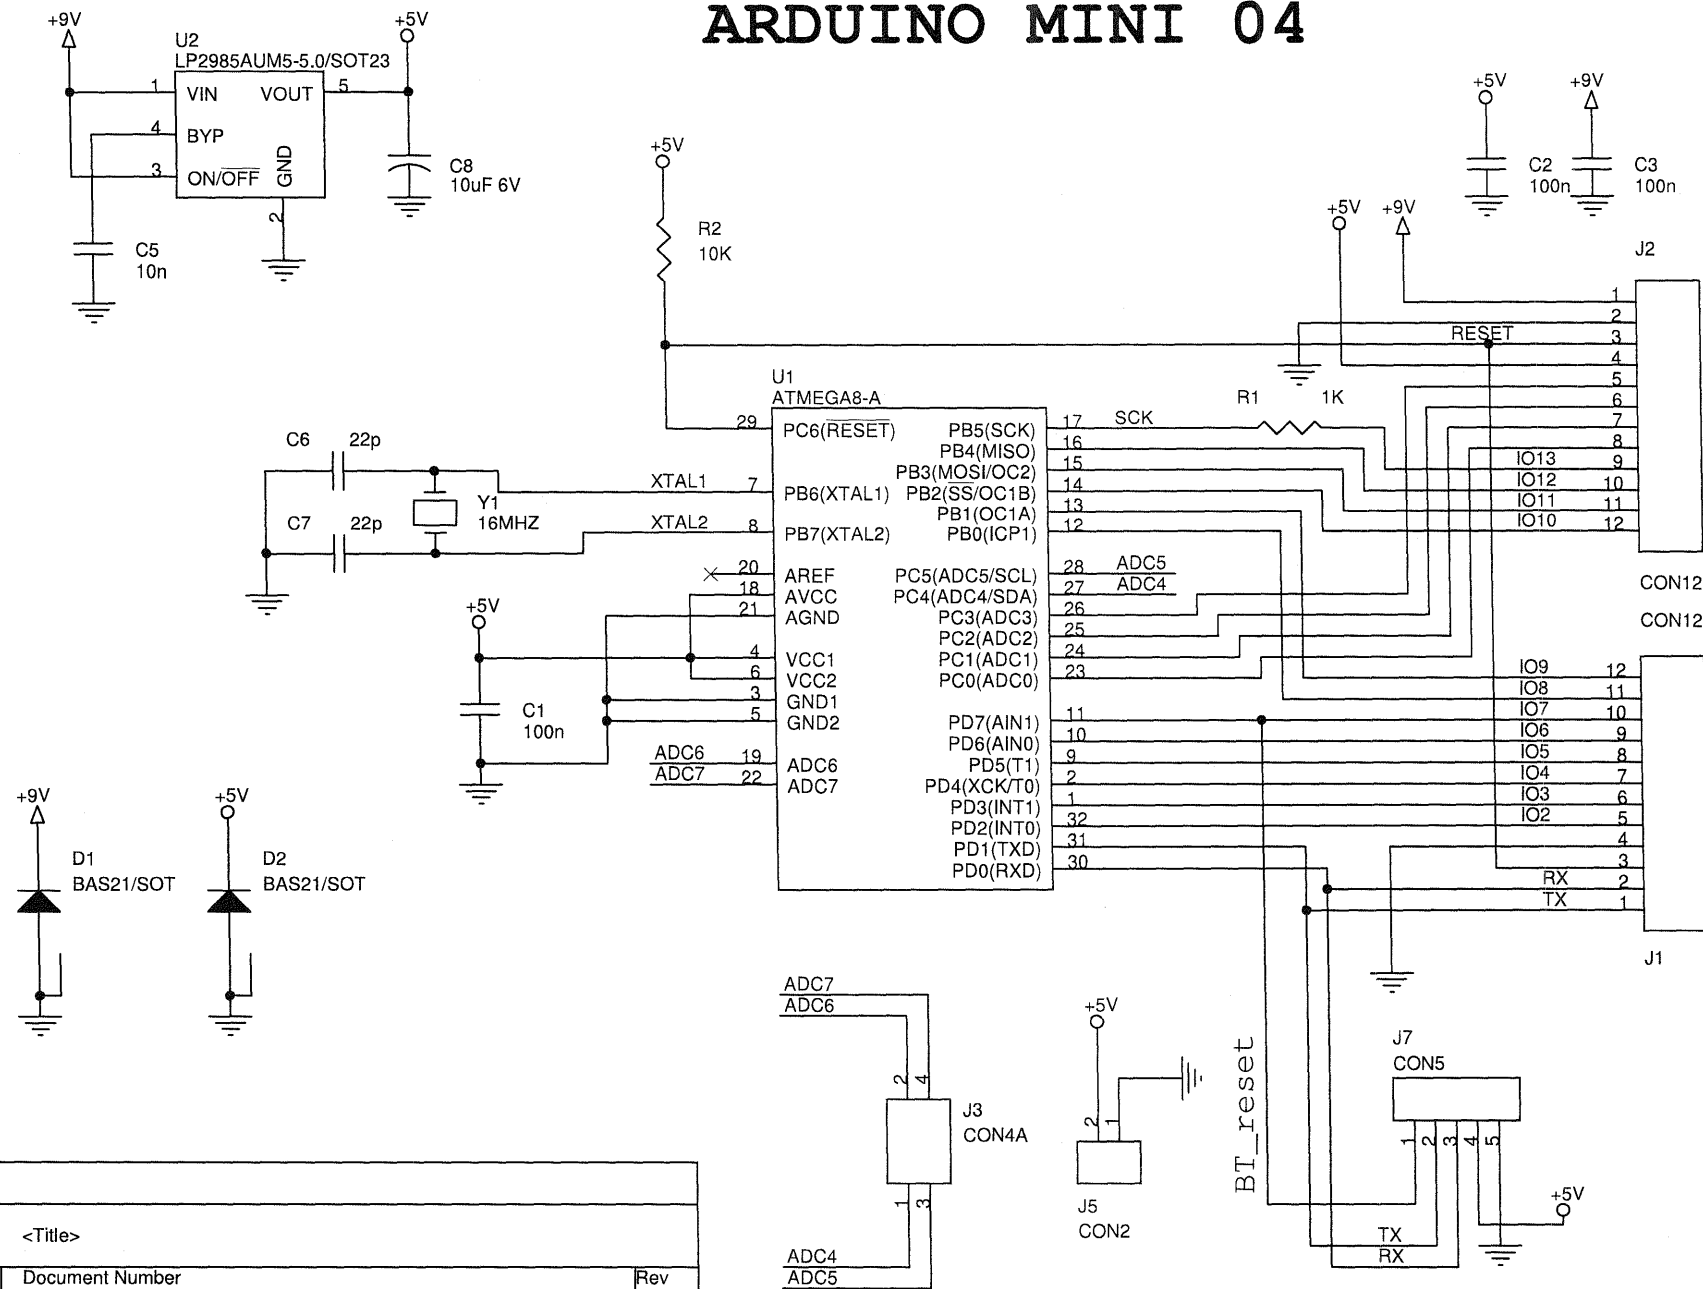 ARDUINO MINI 04
+9V
+5V
U2
LP2985AUM5-5.0/SOT23
1
VIN
VOUT
5
4
BYP
3
ON/OFF
GND
2
C8
10uF 6V
C5
10n
+5V
R2
10K
+5V
+9V
C2
100n
C3
100n
+5V
+9V
J2
1
2
RESET
3
4
5
6
7
8
IO13
9
IO12
10
IO11
11
IO10
12
CON12
R1
1K
SCK
U1
ATMEGA8-A
29
PC6(RESET)
PB5(SCK)
17
PB4(MISO)
16
PB3(MOSI/OC2)
15
XTAL1
7
PB6(XTAL1)
PB2(SS/OC1B)
14
PB1(OC1A)
13
XTAL2
8
PB7(XTAL2)
PB0(ICP1)
12
20
AREF
PC5(ADC5/SCL)
28
ADC5
18
AVCC
PC4(ADC4/SDA)
27
ADC4
21
AGND
PC3(ADC3)
26
PC2(ADC2)
25
4
VCC1
PC1(ADC1)
24
6
VCC2
PC0(ADC0)
23
3
GND1
5
GND2
PD7(AIN1)
11
PD6(AIN0)
10
ADC6
19
ADC6
PD5(T1)
9
ADC7
22
ADC7
PD4(XCK/T0)
2
PD3(INT1)
1
PD2(INT0)
32
PD1(TXD)
31
PD0(RXD)
30
C6
22p
C7
22p
Y1
16MHZ
+5V
C1
100n
CON12
IO9
12
IO8
11
IO7
10
IO6
9
IO5
8
IO4
7
IO3
6
IO2
5
4
3
RX
2
TX
1
J1
+9V
D1
BAS21/SOT
+5V
D2
BAS21/SOT
ADC7
ADC6
2
4
J3
CON4A
1
3
ADC4
ADC5
+5V
2
1
J5
CON2
BT_reset
J7
CON5
1
2
3
4
5
+5V
TX
RX
<Title>
Document Number
Rev